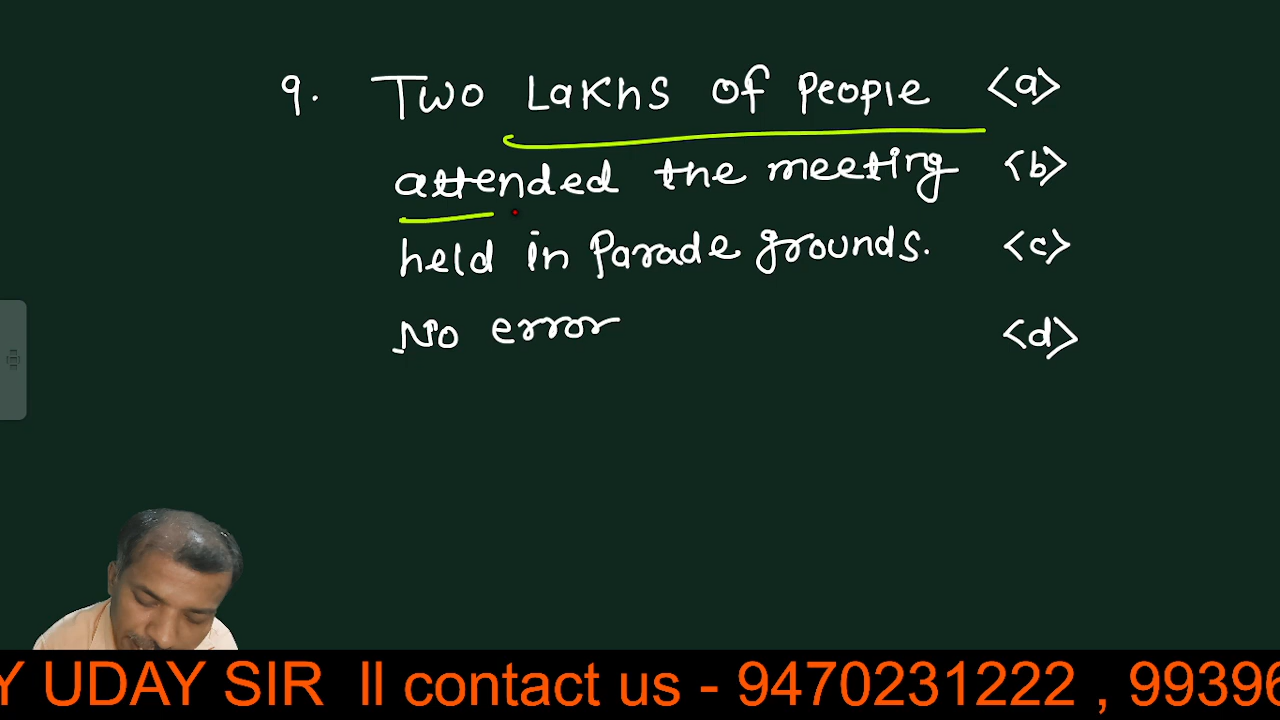 9. Two Lakhs of People <a>
attended the meeting <b>
held in Parade grounds. <c>
No error <d>
Y UDAY SIR ll contact us - 9470231222 , 99396